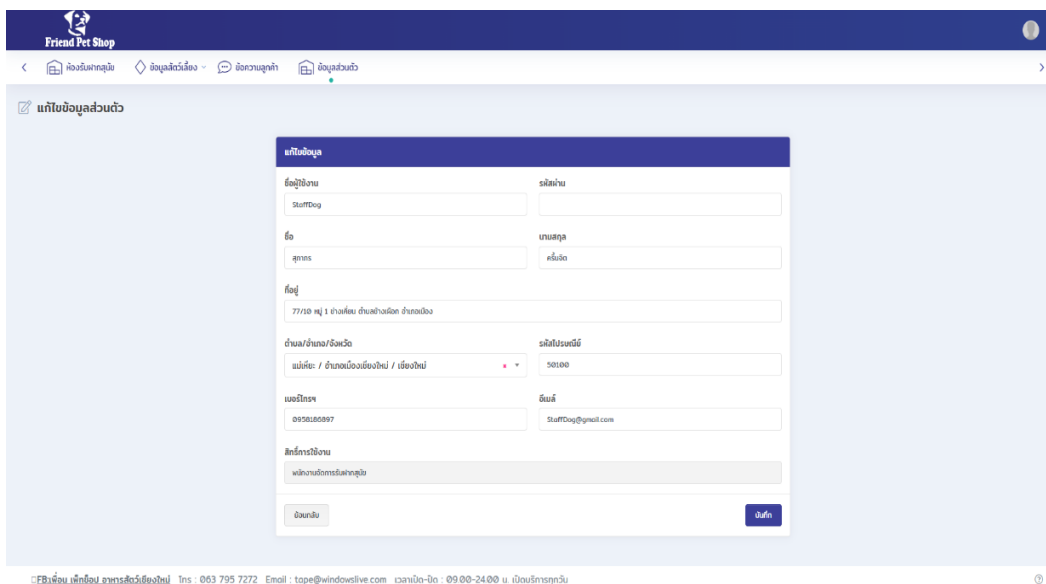 Friend Pet Shop
ห้องรับฝากสุนัข ข้อมูลสัตว์เลี้ยง ข้อความลูกค้า ข้อมูลส่วนตัว
แก้ไขข้อมูลส่วนตัว
แก้ไขข้อมูล
ชื่อผู้ใช้งาน รหัสผ่าน
StaffDog
ชื่อ นามสกุล
สุภากร ครื้นจิต
ที่อยู่
77/10 หมู่ 1 ช่างเคี่ยน ตำบลช้างเผือก อำเภอเมือง
ตำบล/อำเภอ/จังหวัด รหัสไปรษณีย์
แม่เหียะ / อำเภอเมืองเชียงใหม่ / เชียงใหม่ x 50100
เบอร์โทรฯ อีเมล์
0958186897 StaffDog@gmail.com
สิทธิ์การใช้งาน
พนักงานจัดการรับฝากสุนัข
ย้อนกลับ บันทึก
FB:เพื่อน เพ็ทช็อป อาหารสัตว์เชียงใหม่ โทร : 063 795 7272 Email : tape@windowslive.com เวลาเปิด-ปิด : 09.00-24.00 น. เปิดบริการทุกวัน